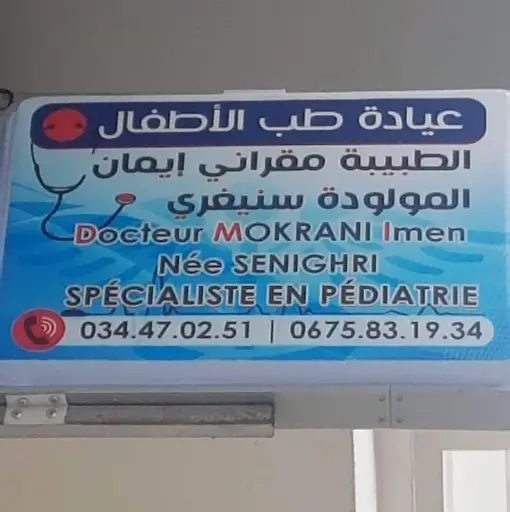 عيادة طب الأطفال
الطبيبة مقراني إيمان
المولودة سنيغري
Docteur MOKRANI Imen
Née SENIGHRI
SPÉCIALISTE EN PÉDIATRIE
034.47.02.51 | 0675.83.19.34